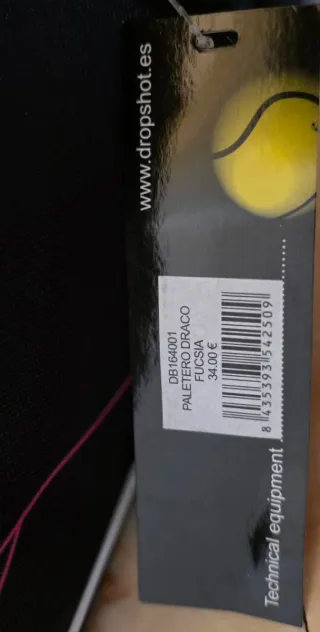 www.dropshot.es
DB164001
PALETERO DRACO
FUCSIA
34.00 €
8 435393 542509
Technical equipment